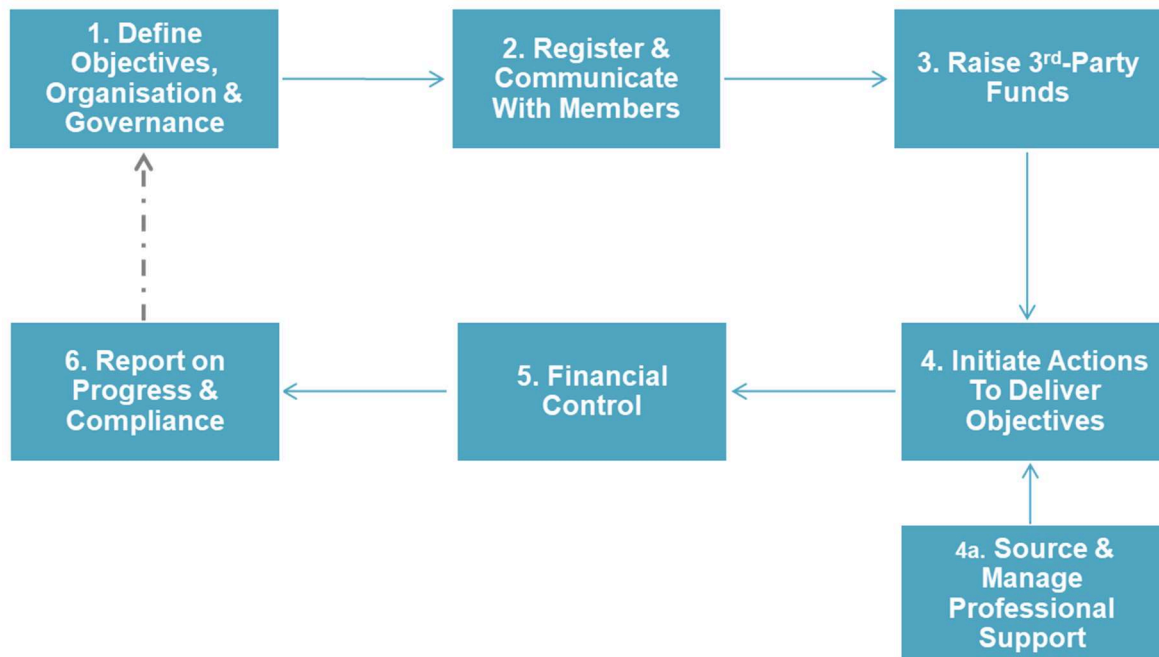 1. Define
Objectives,
Organisation &
Governance
2. Register &
Communicate
With Members
3. Raise 3rd-Party
Funds
4. Initiate Actions
To Deliver
Objectives
5. Financial
Control
6. Report on
Progress &
Compliance
4a. Source &
Manage
Professional
Support